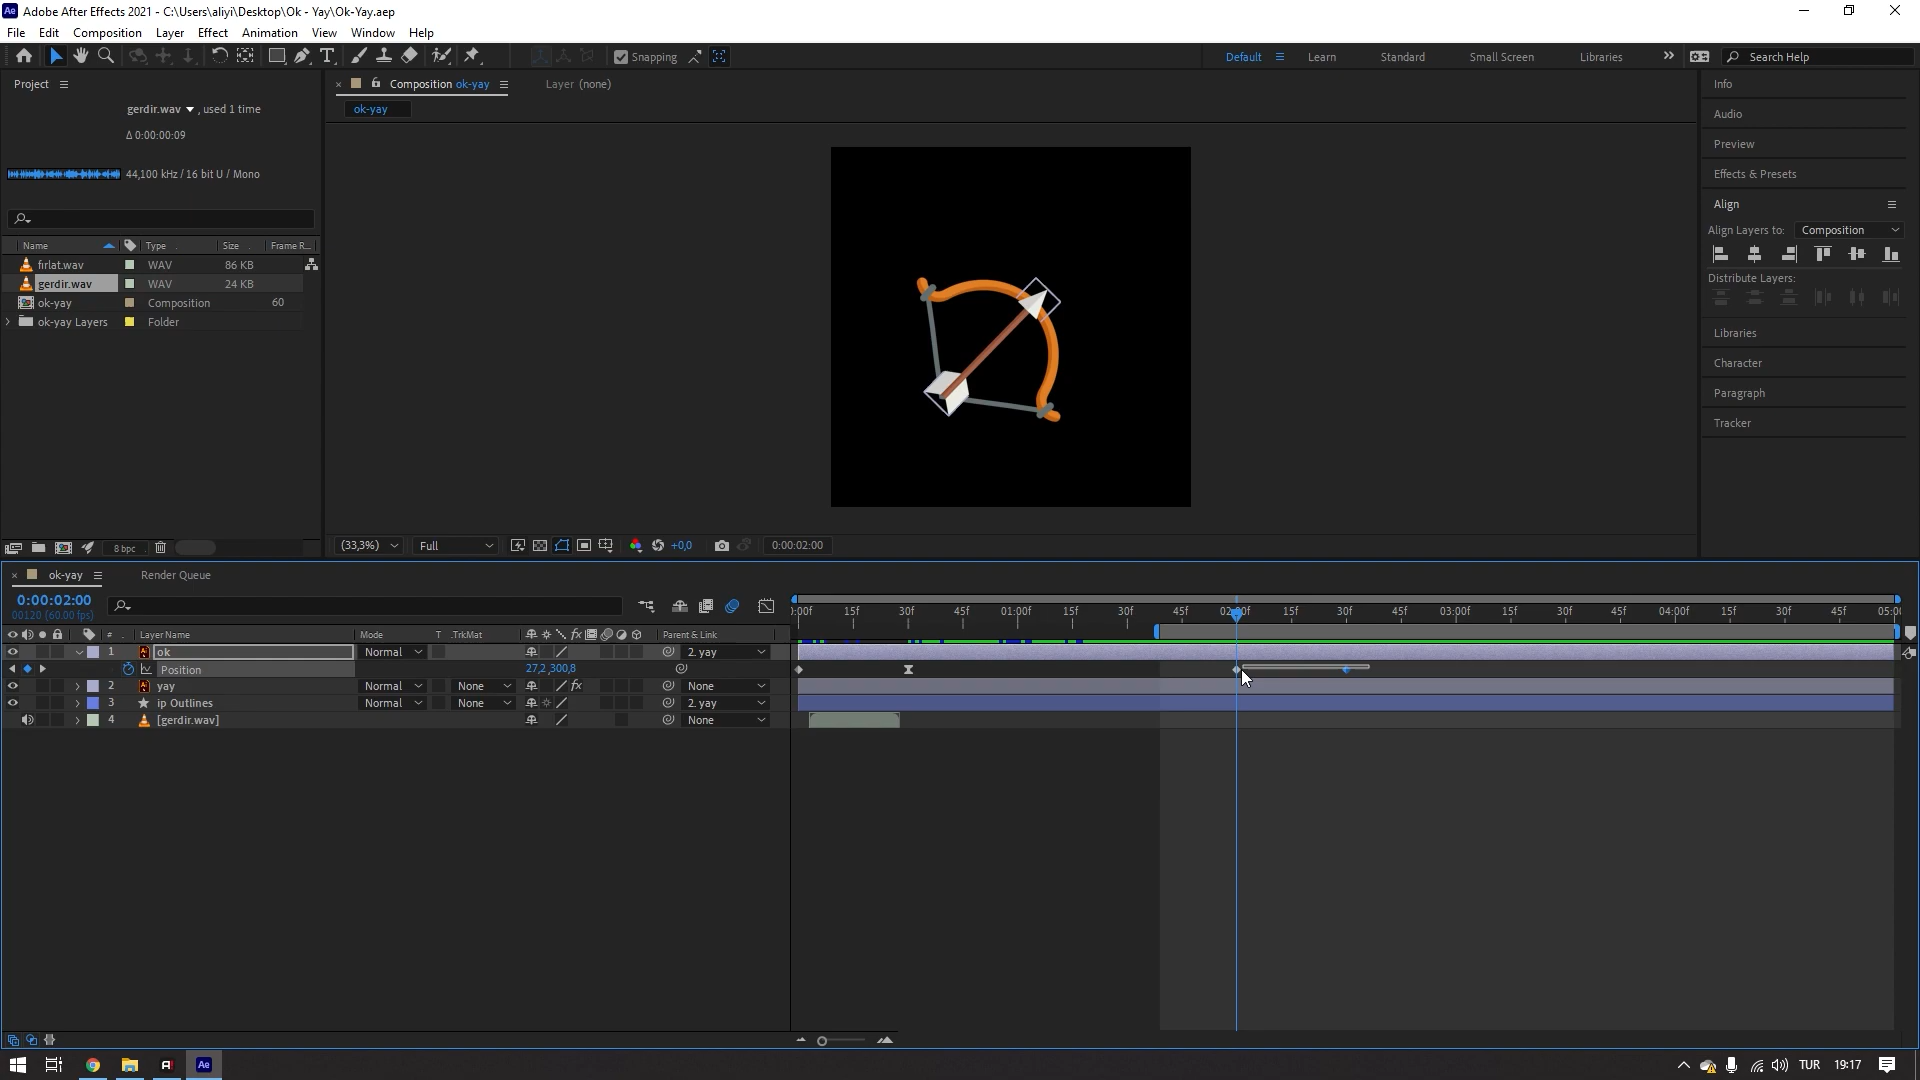 Adobe After Effects 2021 - C:\Users\aliyi\Desktop\Ok - Yay\Ok-Yay.aep
File Edit Composition Layer Effect Animation View Window Help
Snapping
Default Learn Standard Small Screen Libraries Search Help
Project
gerdir.wav , used 1 time
Δ 0:00:00:09
44,100 kHz / 16 bit U / Mono
Name Type Size Frame R...
fırlat.wav WAV 86 KB
gerdir.wav WAV 24 KB
ok-yay Composition 60
ok-yay Layers Folder
8 bpc
Composition ok-yay
Layer (none)
ok-yay
(33,3%) Full +0,0 0:00:02:00
Info
Audio
Preview
Effects & Presets
Align
Align Layers to: Composition
Distribute Layers:
Libraries
Character
Paragraph
Tracker
ok-yay Render Queue
0:00:02:00
00120 (60.00 fps)
# Layer Name Mode T .TrkMat Parent & Link
1 ok Normal 2. yay
Position 27,2,300,8
2 yay Normal None None
3 ip Outlines Normal None 2. yay
4 [gerdir.wav] None
):00f 15f 30f 45f 01:00f 15f 30f 45f 02:00f 15f 30f 45f 03:00f 15f 30f 45f 04:00f 15f 30f 45f 05:00
TUR 19:17